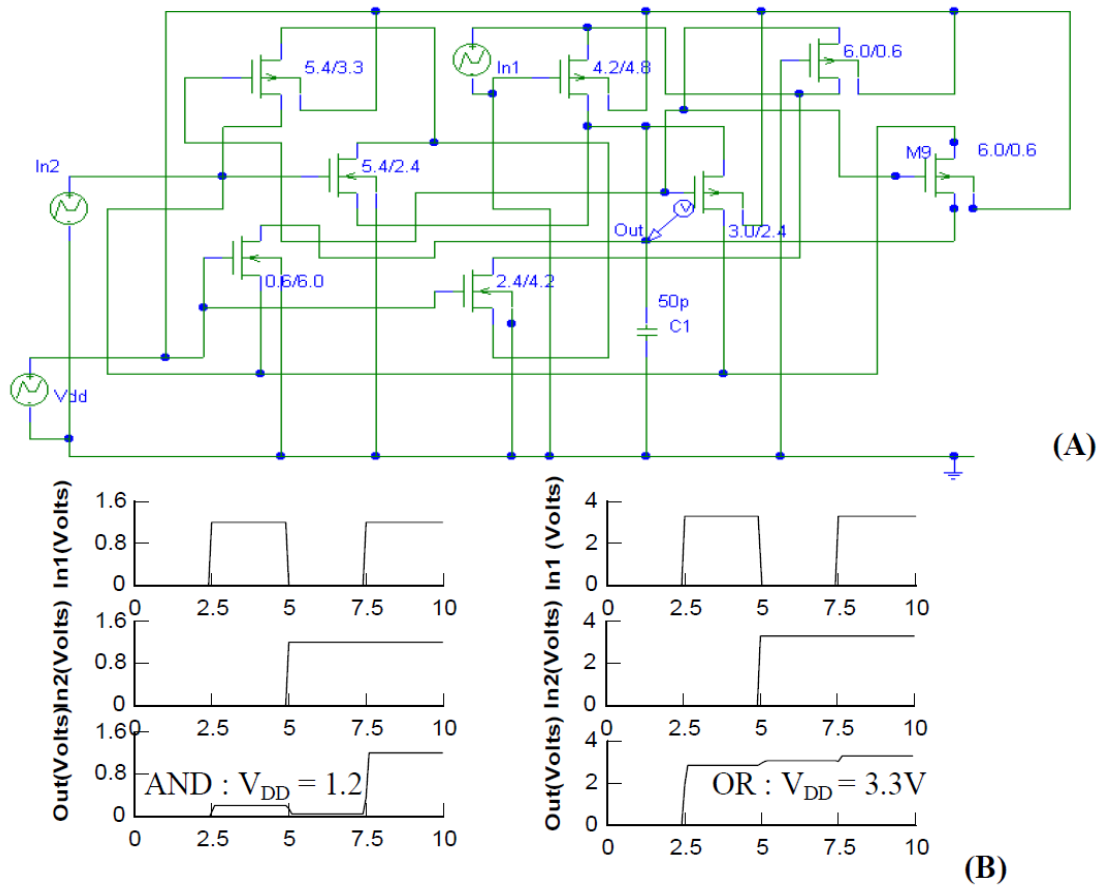 5.4/3.3
In1
4.2/4.8
6.0/0.6
In2
5.4/2.4
M9
6.0/0.6
V
Out
3.0/2.4
0.6/6.0
2.4/4.2
50p
C1
Vdd
(A)
In1(Volts)
1.6
0.8
0
0 2.5 5 7.5 10
In1 (Volts)
4
2
0
0 2.5 5 7.5 10
In2(Volts)
1.6
0.8
0
0 2.5 5 7.5 10
In2(Volts)
4
2
0
0 2.5 5 7.5 10
Out(Volts)
1.6
0.8
0
AND : VDD = 1.2
0 2.5 5 7.5 10
Out(Volts)
4
2
0
OR : VDD = 3.3V
0 2.5 5 7.5 10
(B)